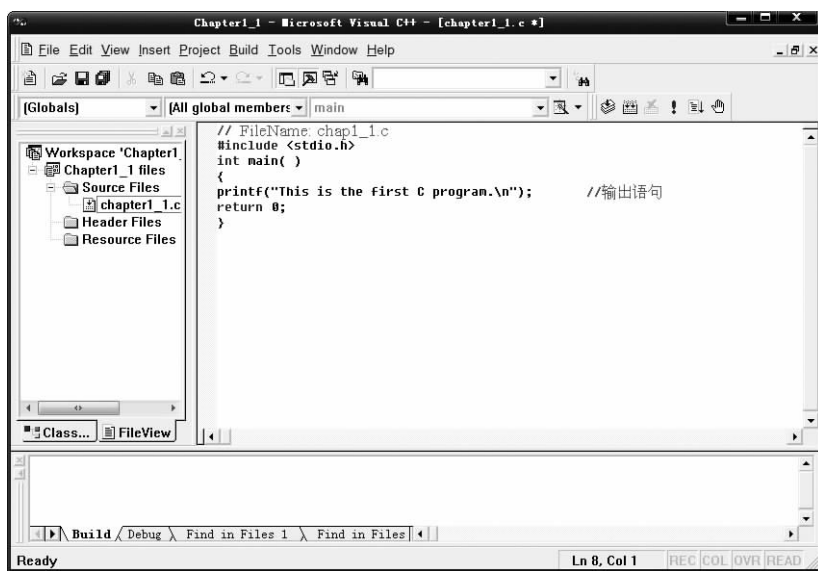 Chapter1_1 - Microsoft Visual C++ - [chapter1_1.c *]
File Edit View Insert Project Build Tools Window Help
(Globals) (All global members main
Workspace 'Chapter1_
Chapter1_1 files
Source Files
chapter1_1.c
Header Files
Resource Files
Class... FileView
// FileName: chap1_1.c
#include <stdio.h>
int main( )
{
printf("This is the first C program.\n"); //输出语句
return 0;
}
Build Debug Find in Files 1 Find in Files
Ready Ln 8, Col 1 REC COL OVR READ